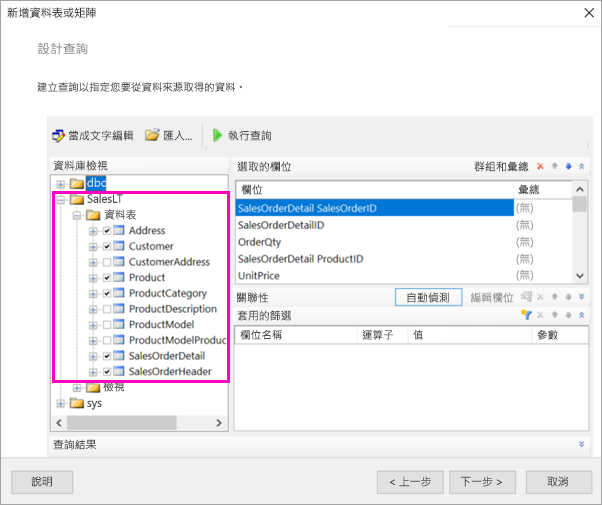 新增資料表或矩陣
設計查詢
建立查詢以指定您要從資料來源取得的資料。
當成文字編輯 匯入... 執行查詢
資料庫檢視
dbo
SalesLT
資料表
Address
Customer
CustomerAddress
Product
ProductCategory
ProductDescription
ProductModel
ProductModelProduc
SalesOrderDetail
SalesOrderHeader
檢視
sys
選取的欄位 群組和彙總
欄位 彙總
SalesOrderDetail SalesOrderID (無)
SalesOrderDetailID (無)
OrderQty (無)
SalesOrderDetail ProductID (無)
UnitPrice (無)
關聯性 自動偵測 編輯欄位
套用的篩選
欄位名稱 運算子 值 參數
查詢結果
說明 < 上一步 下一步 > 取消